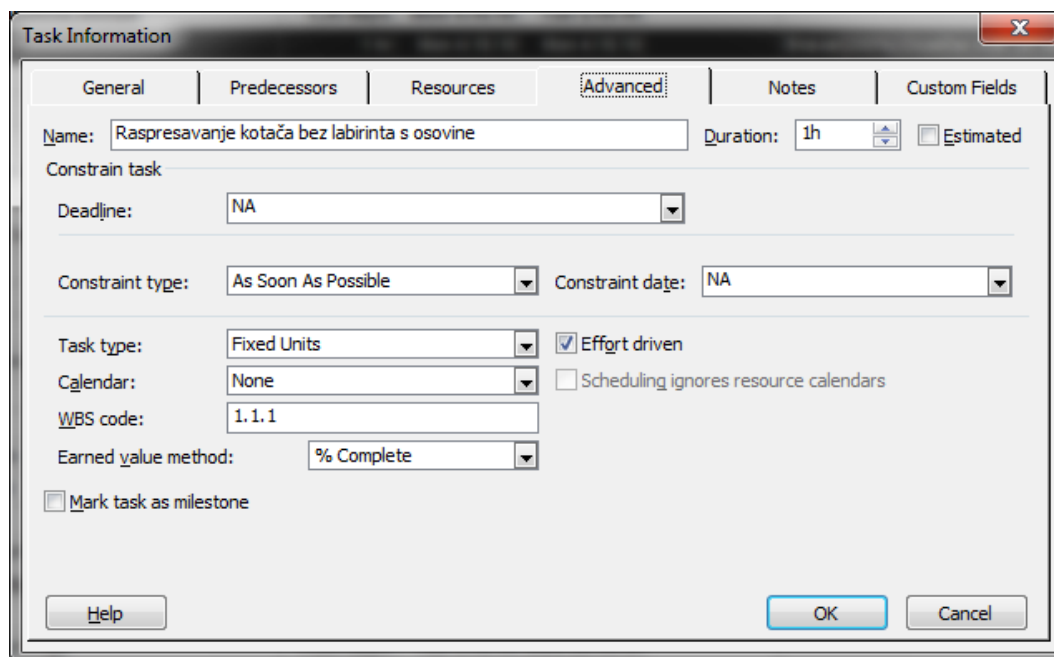 Task Information
General Predecessors Resources Advanced Notes Custom Fields
Name: Raspresavanje kotača bez labirinta s osovine Duration: 1h Estimated
Constrain task
Deadline: NA
Constraint type: As Soon As Possible Constraint date: NA
Task type: Fixed Units Effort driven
Calendar: None Scheduling ignores resource calendars
WBS code: 1.1.1
Earned value method: % Complete
Mark task as milestone
Help OK Cancel